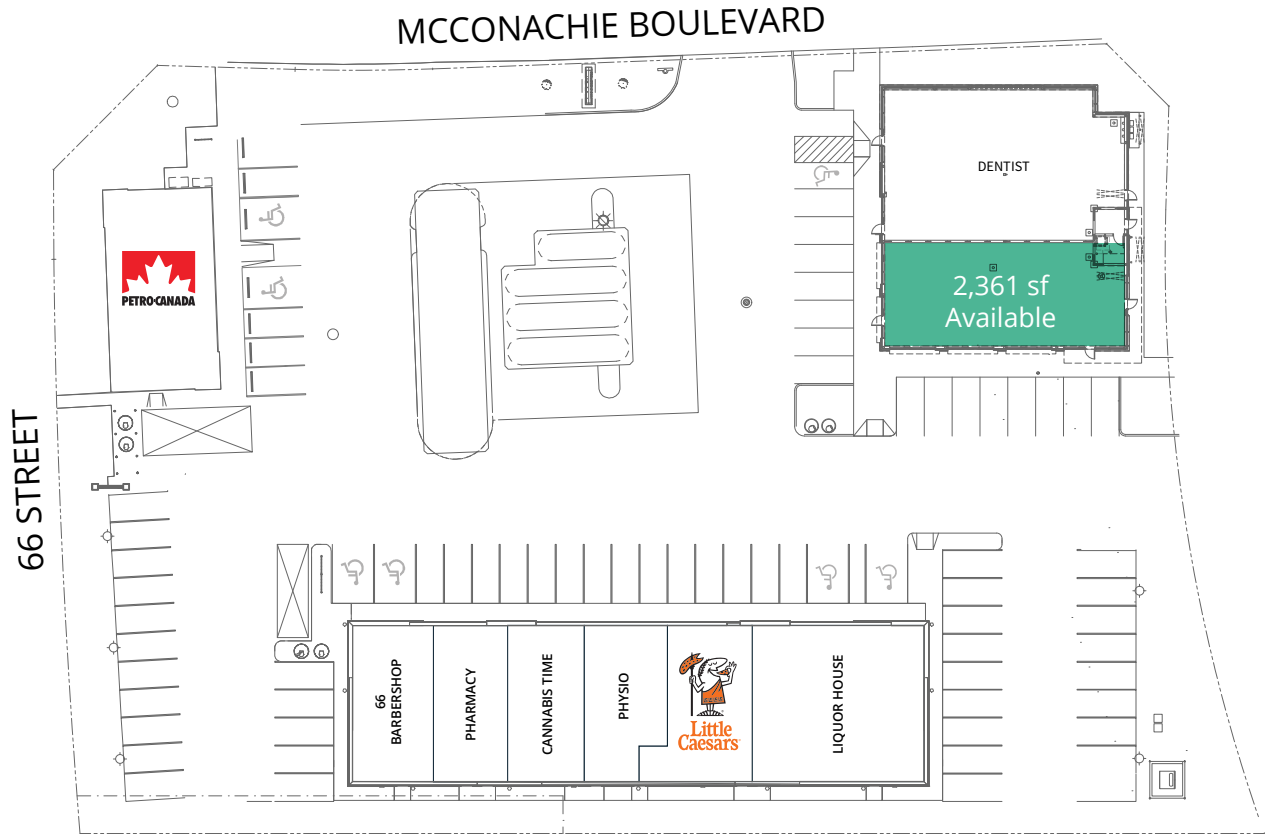 MCCONACHIE BOULEVARD
DENTIST
PETRO-CANADA
2,361 sf
Available
66 STREET
66
BARBERSHOP
PHARMACY
CANNABIS TIME
PHYSIO
Little
Caesars
LIQUOR HOUSE